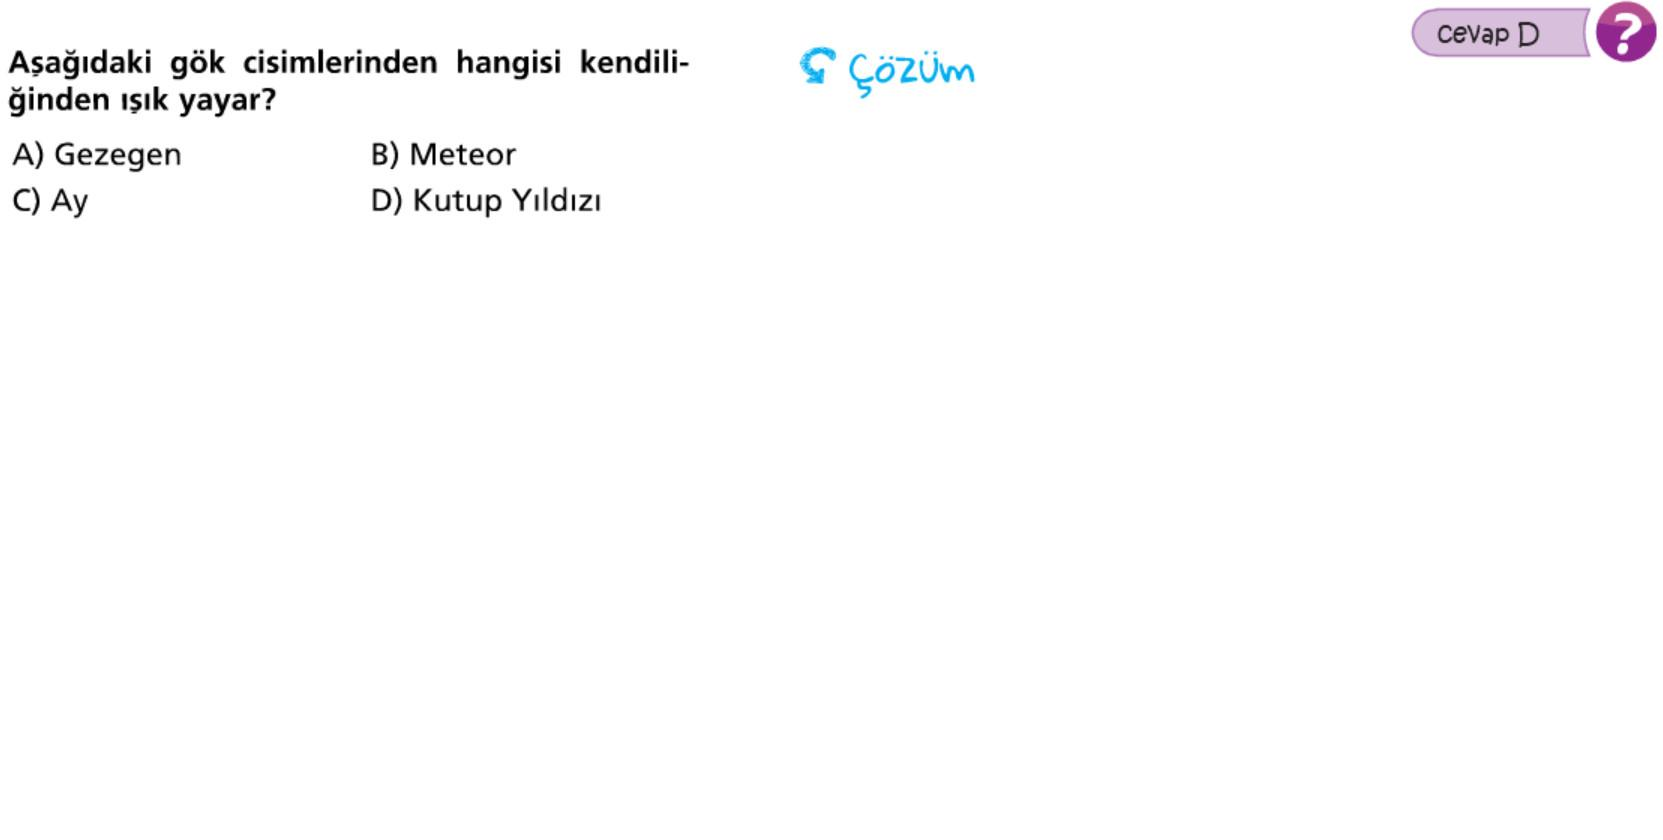 Aşağıdaki gök cisimlerinden hangisi kendili-
ğinden ışık yayar?
A) Gezegen B) Meteor
C) Ay D) Kutup Yıldızı
Çözüm
Cevap D ?